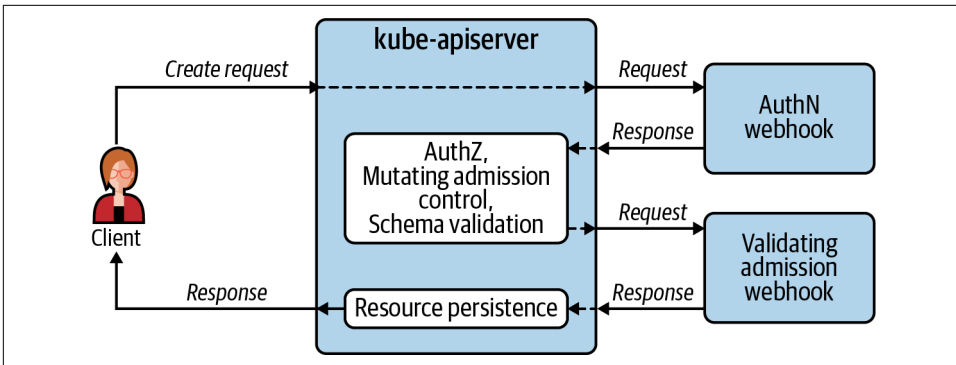 kube-apiserver
Create request
Request
AuthN
webhook
Response
AuthZ,
Mutating admission
control,
Schema validation
Request
Validating
admission
webhook
Client
Response
Resource persistence
Response